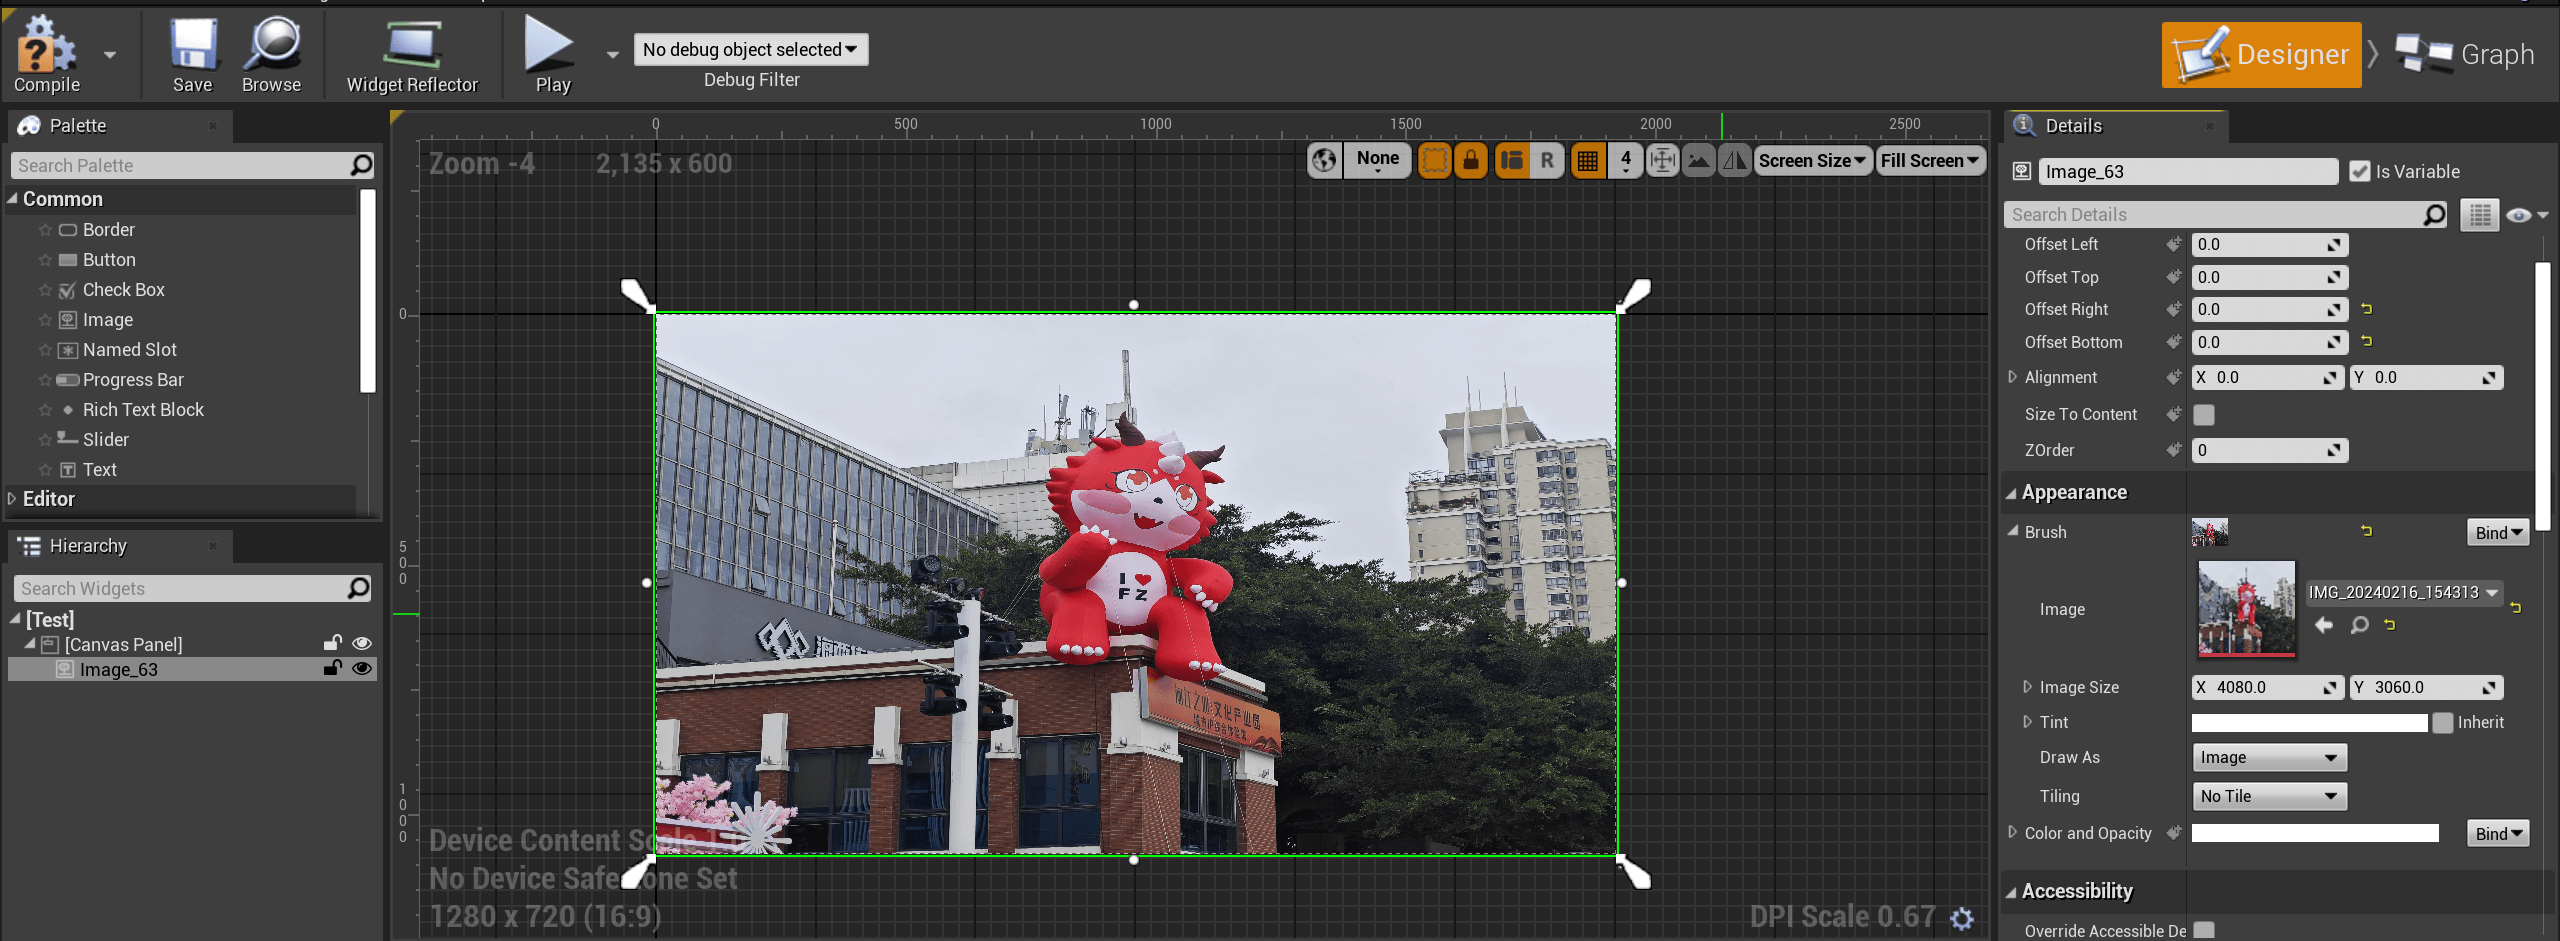 Compile
Save
Browse
Widget Reflector
Play
No debug object selected
Debug Filter
Designer
Graph
Palette
Search Palette
Common
Border
Button
Check Box
Image
Named Slot
Progress Bar
Rich Text Block
Slider
Text
Editor
Hierarchy
Search Widgets
[Test]
[Canvas Panel]
Image_63
0
500
1000
1500
2000
2500
Zoom -4
2,135 x 600
None
R
4
Screen Size
Fill Screen
0
500
1000
I ♥
FZ
Device Content Scale 1.0
No Device Safe Zone Set
1280 x 720 (16:9)
DPI Scale 0.67
Details
Image_63
Is Variable
Search Details
Offset Left 0.0
Offset Top 0.0
Offset Right 0.0
Offset Bottom 0.0
Alignment X 0.0 Y 0.0
Size To Content
ZOrder 0
Appearance
Brush Bind
Image IMG_20240216_154313
Image Size X 4080.0 Y 3060.0
Tint Inherit
Draw As Image
Tiling No Tile
Color and Opacity Bind
Accessibility
Override Accessible De